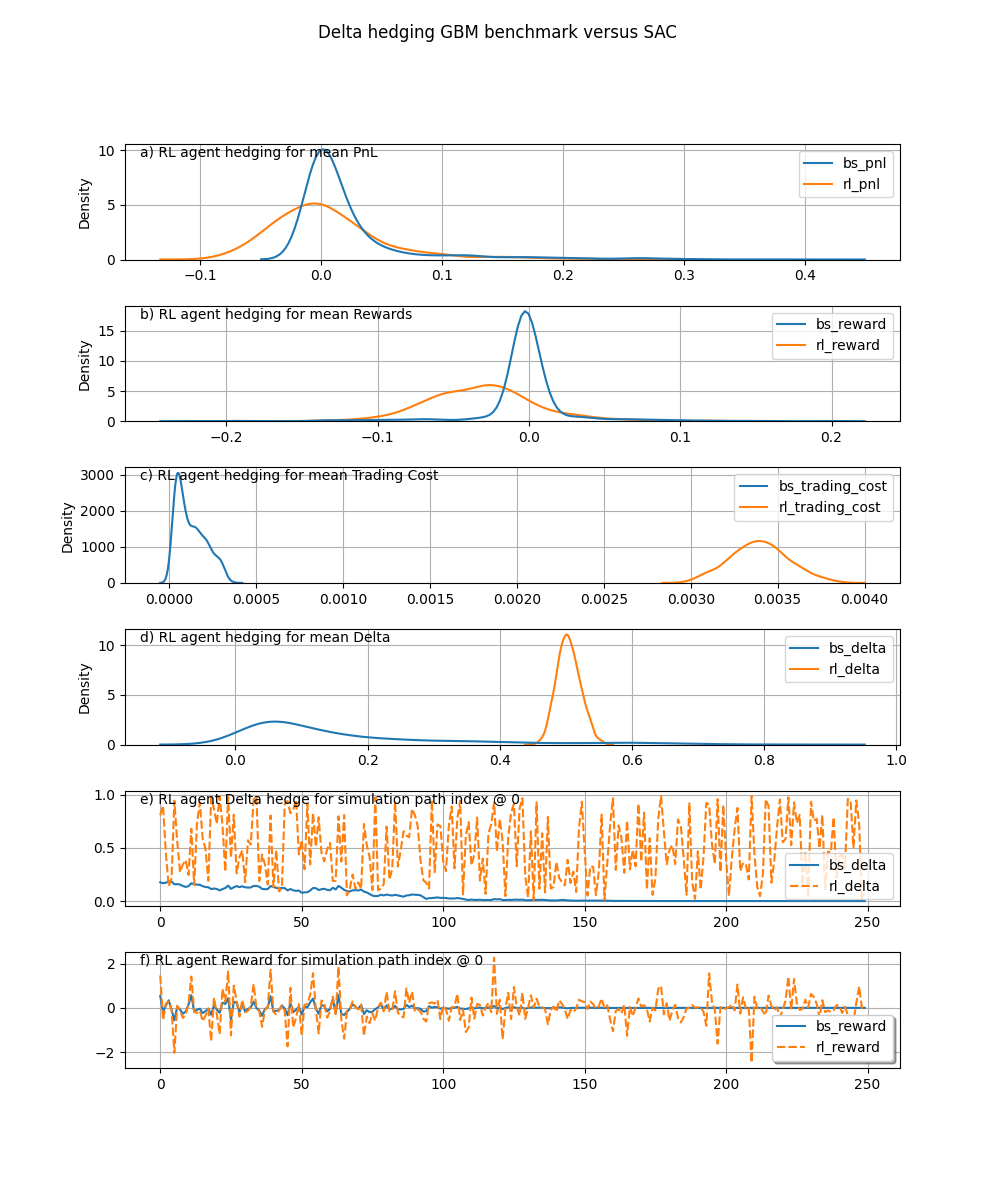 Delta hedging GBM benchmark versus SAC
a) RL agent hedging for mean PnL
Density
10
5
0
bs_pnl
rl_pnl
−0.1 0.0 0.1 0.2 0.3 0.4
b) RL agent hedging for mean Rewards
Density
15
10
5
0
bs_reward
rl_reward
−0.2 −0.1 0.0 0.1 0.2
c) RL agent hedging for mean Trading Cost
Density
3000
2000
1000
0
bs_trading_cost
rl_trading_cost
0.0000 0.0005 0.0010 0.0015 0.0020 0.0025 0.0030 0.0035 0.0040
d) RL agent hedging for mean Delta
Density
10
5
0
bs_delta
rl_delta
0.0 0.2 0.4 0.6 0.8 1.0
e) RL agent Delta hedge for simulation path index @ 0
1.0
0.5
0.0
bs_delta
rl_delta
0 50 100 150 200 250
f) RL agent Reward for simulation path index @ 0
2
0
−2
bs_reward
rl_reward
0 50 100 150 200 250